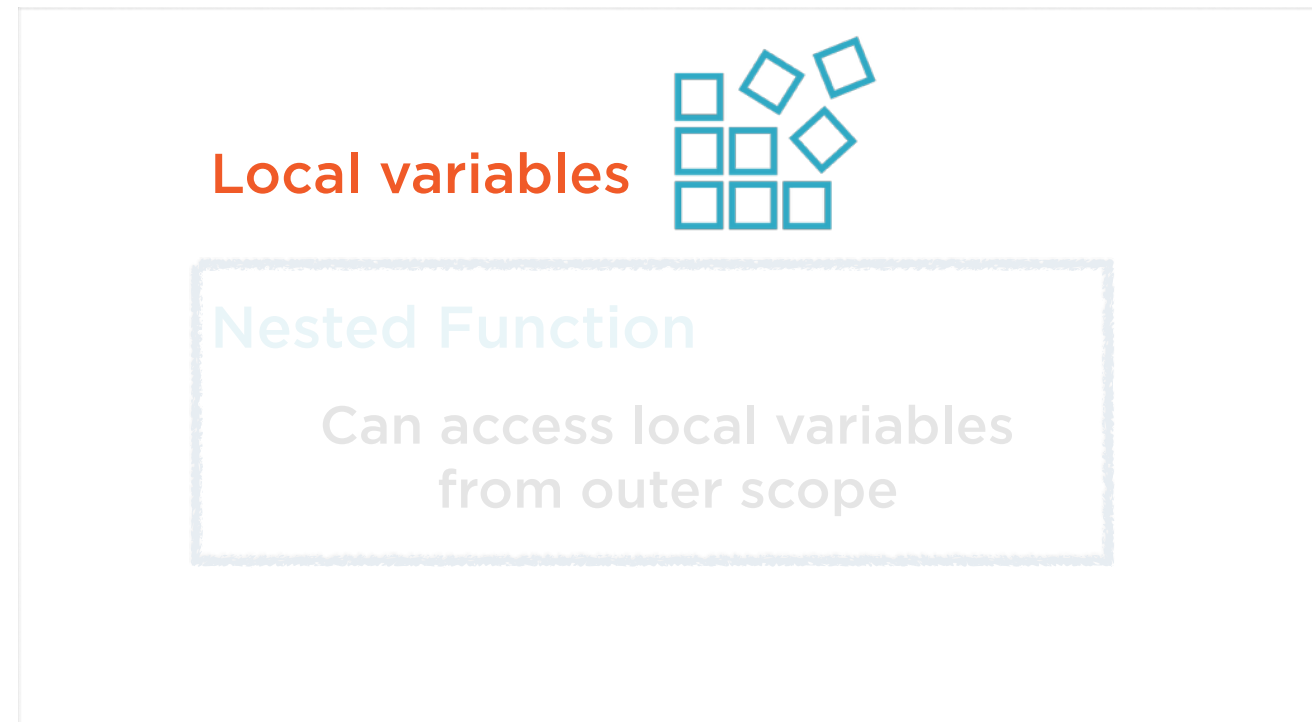 Local variables
Nested Function
Can access local variables
from outer scope